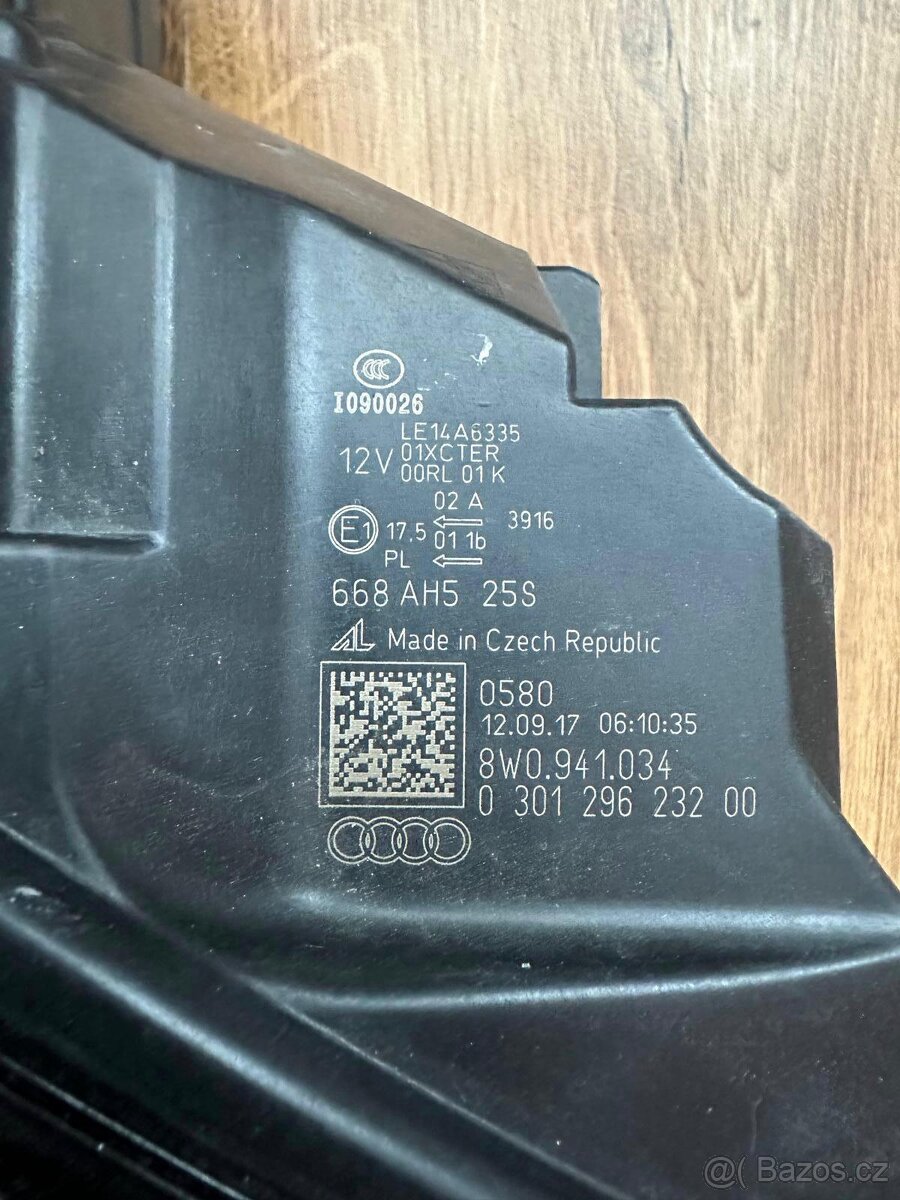 CCC
I090026
LE14A6335
12V 01XCTER
00RL 01 K
02 A
E1 17.5 3916
01 1b
PL
668 AH5 25S
AL Made in Czech Republic
0580
12.09.17 06:10:35
8W0.941.034
0 301 296 232 00
@( Bazos.cz